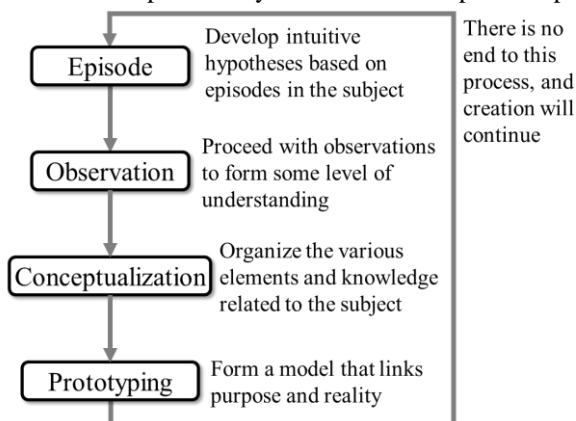 Episode
Develop intuitive
hypotheses based on
episodes in the subject
There is no
end to this
process, and
creation will
continue
Observation
Proceed with observations
to form some level of
understanding
Conceptualization
Organize the various
elements and knowledge
related to the subject
Prototyping
Form a model that links
purpose and reality